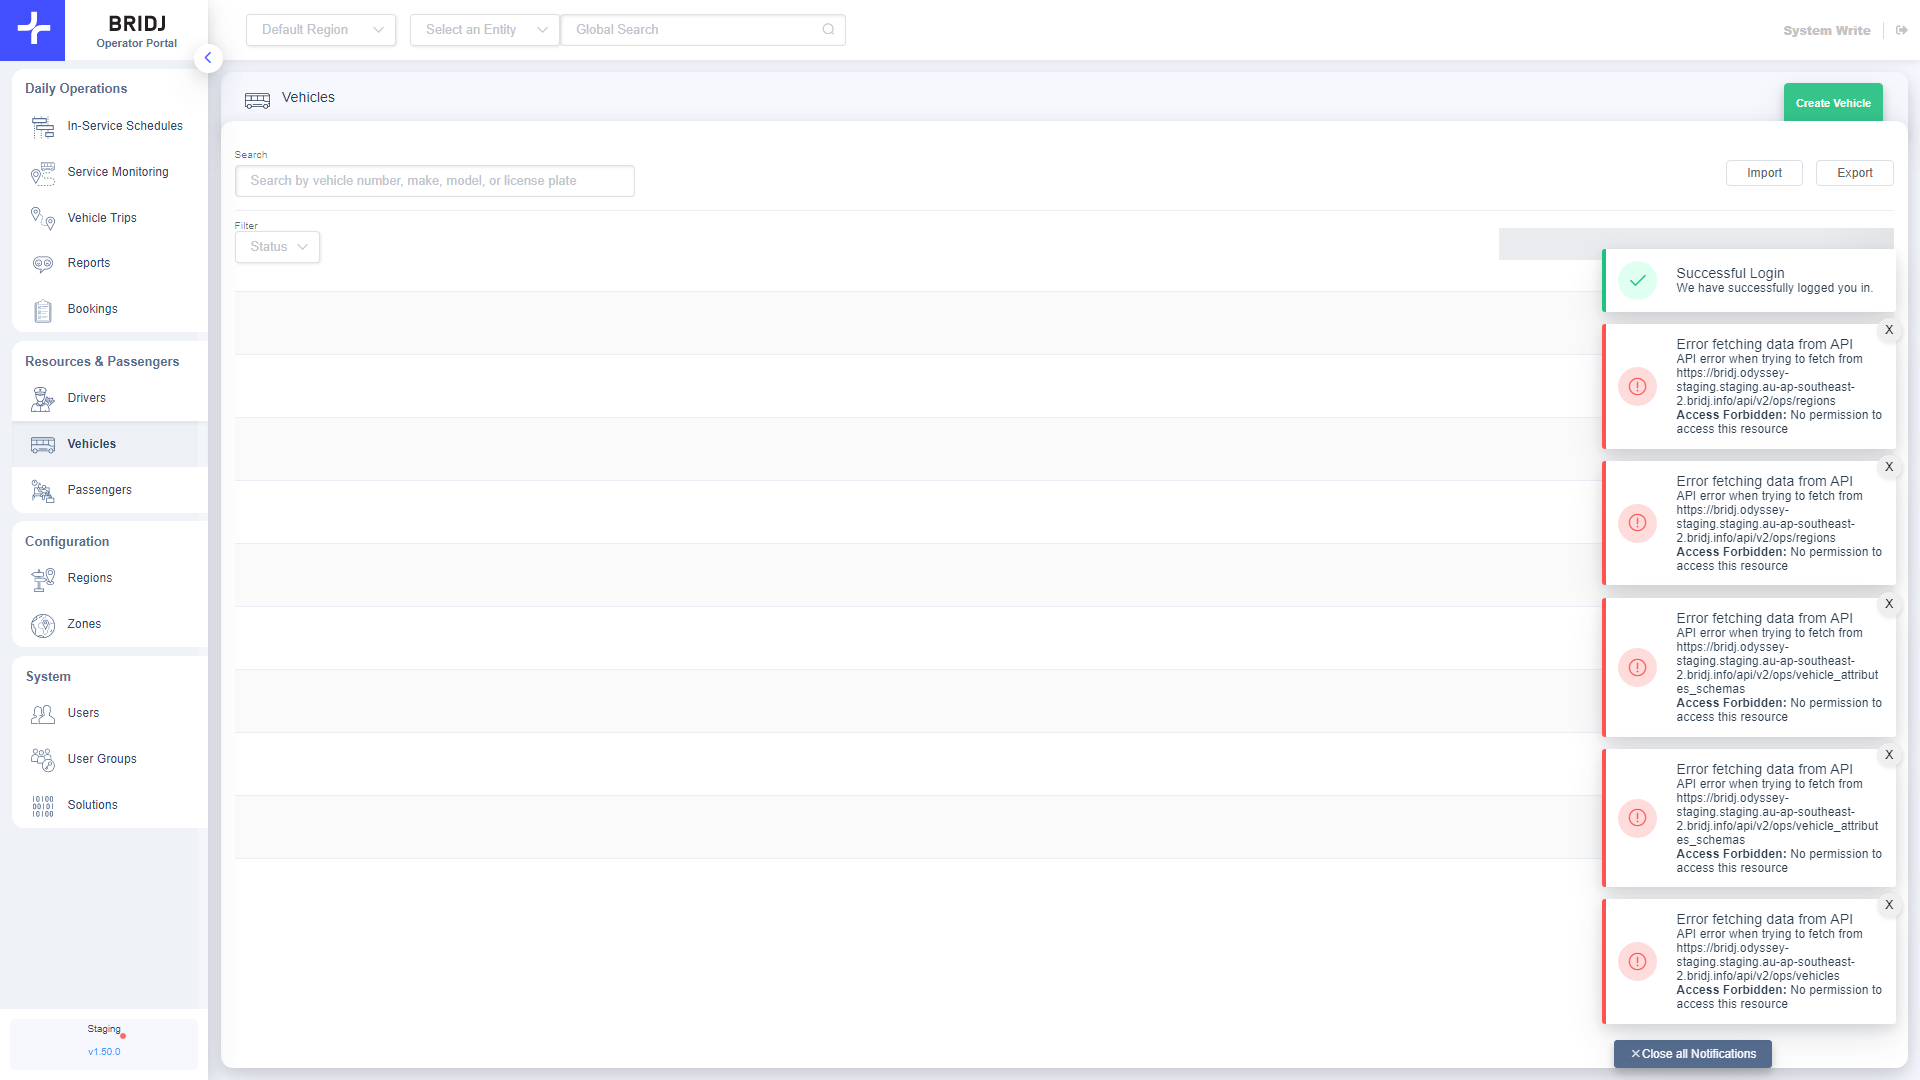 BRIDJ
Operator Portal
Default Region
Select an Entity
Global Search
System Write
Daily Operations
In-Service Schedules
Service Monitoring
Vehicle Trips
Reports
Bookings
Resources & Passengers
Drivers
Vehicles
Passengers
Configuration
Regions
Zones
System
Users
User Groups
10100
00101
10100
Solutions
Staging
v1.50.0
Vehicles
Create Vehicle
Search
Search by vehicle number, make, model, or license plate
Import
Export
Filter
Status
Successful Login
We have successfully logged you in.
X
Error fetching data from API
API error when trying to fetch from
https://bridj.odyssey-
staging.staging.au-ap-southeast-
2.bridj.info/api/v2/ops/regions
Access Forbidden: No permission to
access this resource
X
Error fetching data from API
API error when trying to fetch from
https://bridj.odyssey-
staging.staging.au-ap-southeast-
2.bridj.info/api/v2/ops/regions
Access Forbidden: No permission to
access this resource
X
Error fetching data from API
API error when trying to fetch from
https://bridj.odyssey-
staging.staging.au-ap-southeast-
2.bridj.info/api/v2/ops/vehicle_attribut
es_schemas
Access Forbidden: No permission to
access this resource
X
Error fetching data from API
API error when trying to fetch from
https://bridj.odyssey-
staging.staging.au-ap-southeast-
2.bridj.info/api/v2/ops/vehicle_attribut
es_schemas
Access Forbidden: No permission to
access this resource
X
Error fetching data from API
API error when trying to fetch from
https://bridj.odyssey-
staging.staging.au-ap-southeast-
2.bridj.info/api/v2/ops/vehicles
Access Forbidden: No permission to
access this resource
×Close all Notifications